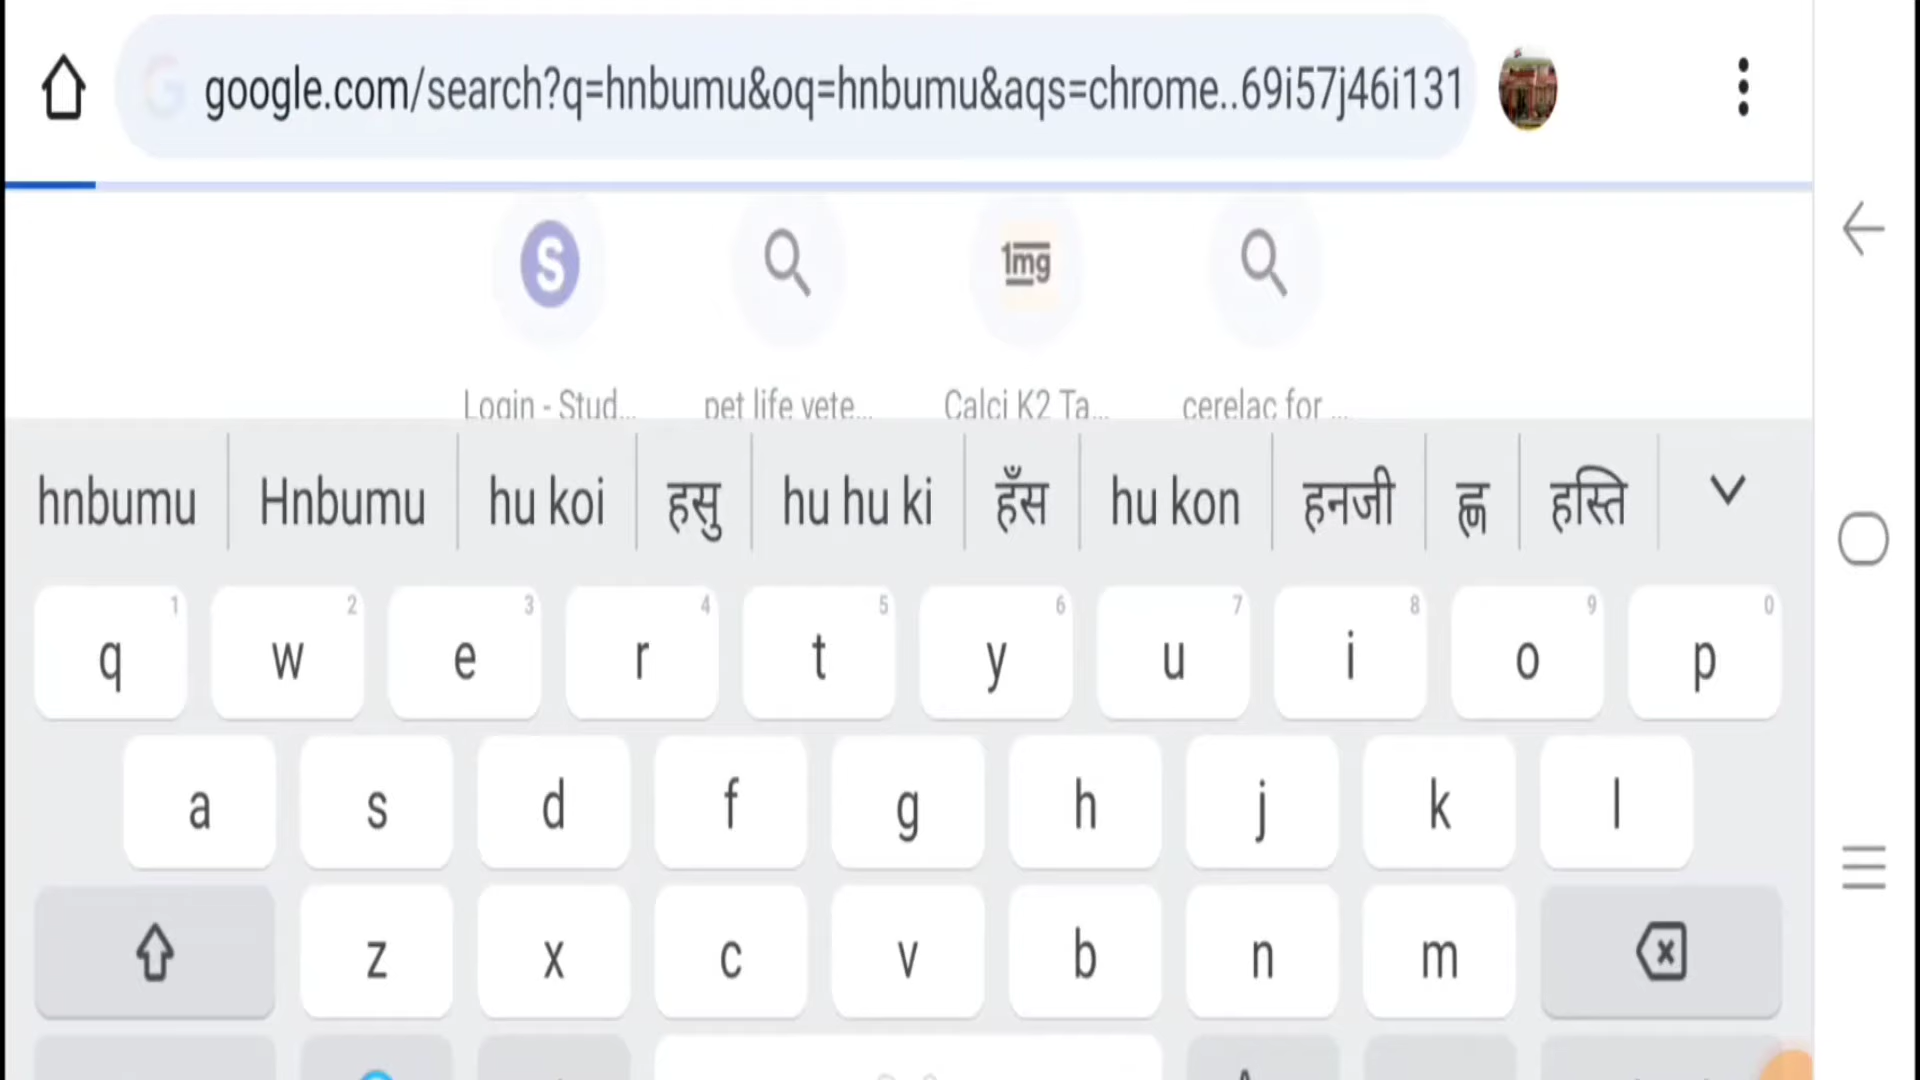 google.com/search?q=hnbumu&oq=hnbumu&aqs=chrome..69i57j46i131
S
1mg
Login - Stud... pet life vete... Calci K2 Ta... cerelac for ...
hnbumu Hnbumu hu koi हसु hu hu ki हँस hu kon हनजी ह्ण हस्ति
q 1 w 2 e 3 r 4 t 5 y 6 u 7 i 8 o 9 p 0
a s d f g h j k l
z x c v b n m